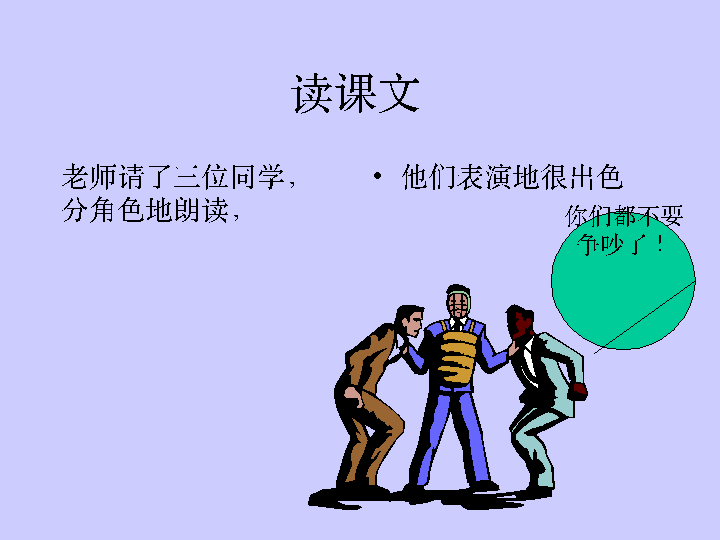 读课文
老师请了三位同学，
分角色地朗读，
• 他们表演地很出色
你们都不要
争吵了！